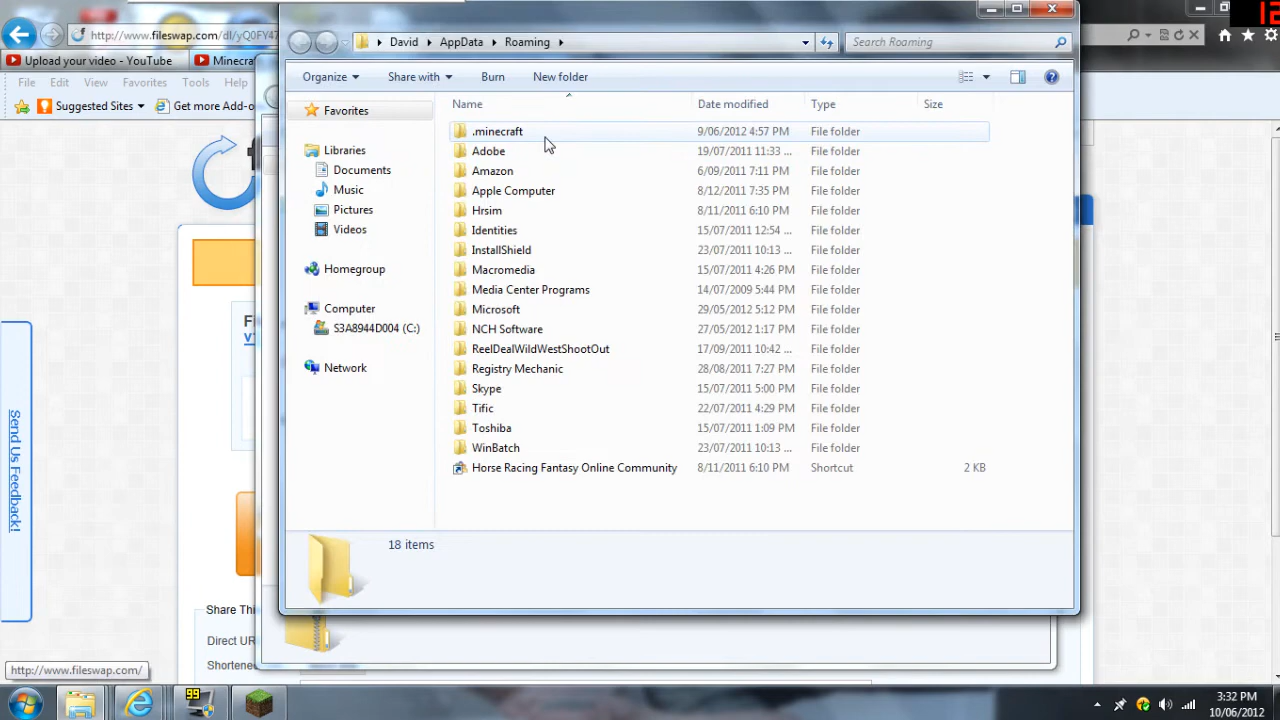 http://www.fileswap.com/dl/yQ0FY47
12
Upload your video - YouTube
Minecra
File Edit View Favorites Tools Help
Suggested Sites
Get more Add-o
David AppData Roaming
Search Roaming
Organize Share with Burn New folder
Name Date modified Type Size
Favorites
Libraries
Documents
Music
Pictures
Videos
Homegroup
Computer
S3A8944D004 (C:)
Network
.minecraft 9/06/2012 4:57 PM File folder
Adobe 19/07/2011 11:33 ... File folder
Amazon 6/09/2011 7:11 PM File folder
Apple Computer 8/12/2011 7:35 PM File folder
Hrsim 8/11/2011 6:10 PM File folder
Identities 15/07/2011 12:54 ... File folder
InstallShield 23/07/2011 10:13 ... File folder
Macromedia 15/07/2011 4:26 PM File folder
Media Center Programs 14/07/2009 5:44 PM File folder
Microsoft 29/05/2012 5:12 PM File folder
NCH Software 27/05/2012 1:17 PM File folder
ReelDealWildWestShootOut 17/09/2011 10:42 ... File folder
Registry Mechanic 28/08/2011 7:27 PM File folder
Skype 15/07/2011 5:00 PM File folder
Tific 22/07/2011 4:29 PM File folder
Toshiba 15/07/2011 1:09 PM File folder
WinBatch 23/07/2011 10:13 ... File folder
Horse Racing Fantasy Online Community 8/11/2011 6:10 PM Shortcut 2 KB
18 items
Send Us Feedback!
Share Thi
Direct UR
Shortene
http://www.fileswap.com/
99
3:32 PM
10/06/2012